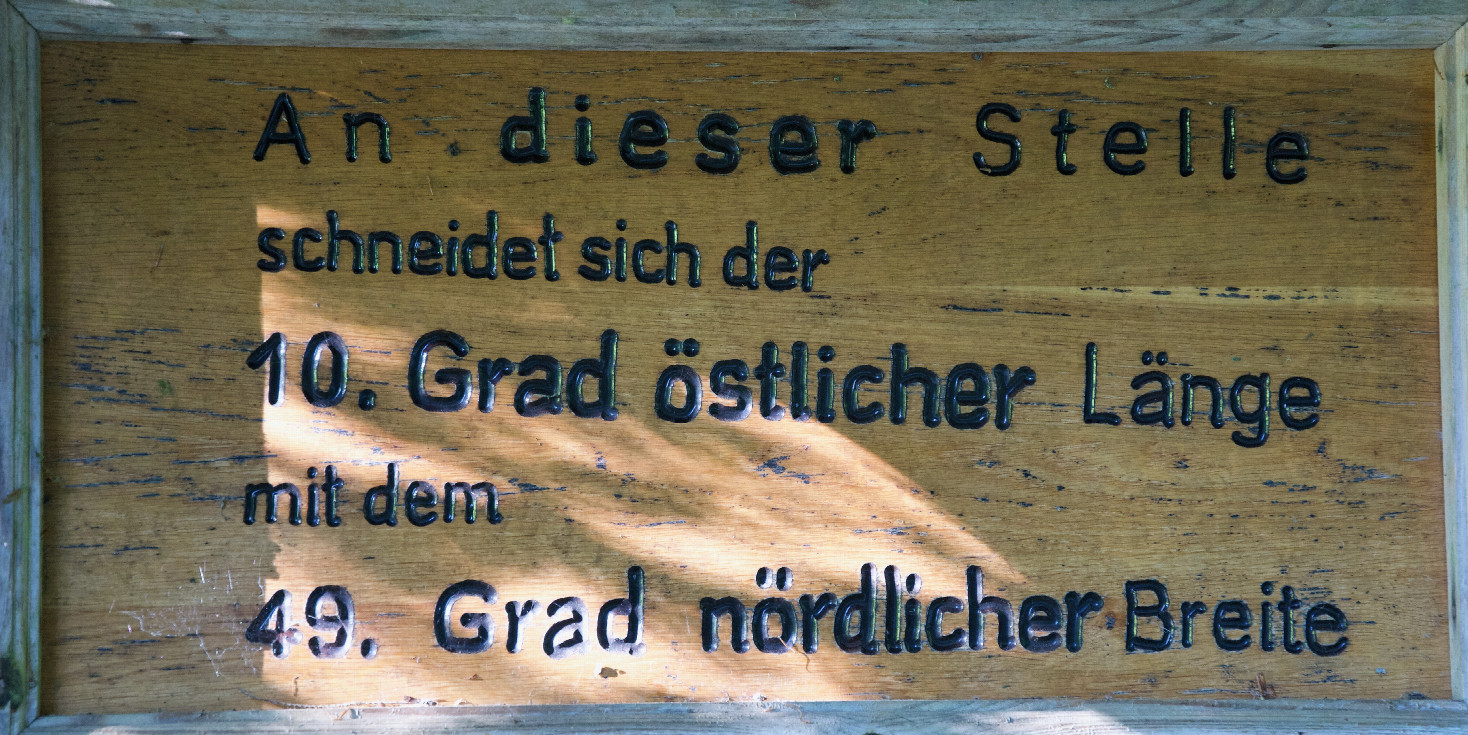 An dieser Stelle
schneidet sich der
10. Grad östlicher Länge
mit dem
49. Grad nördlicher Breite